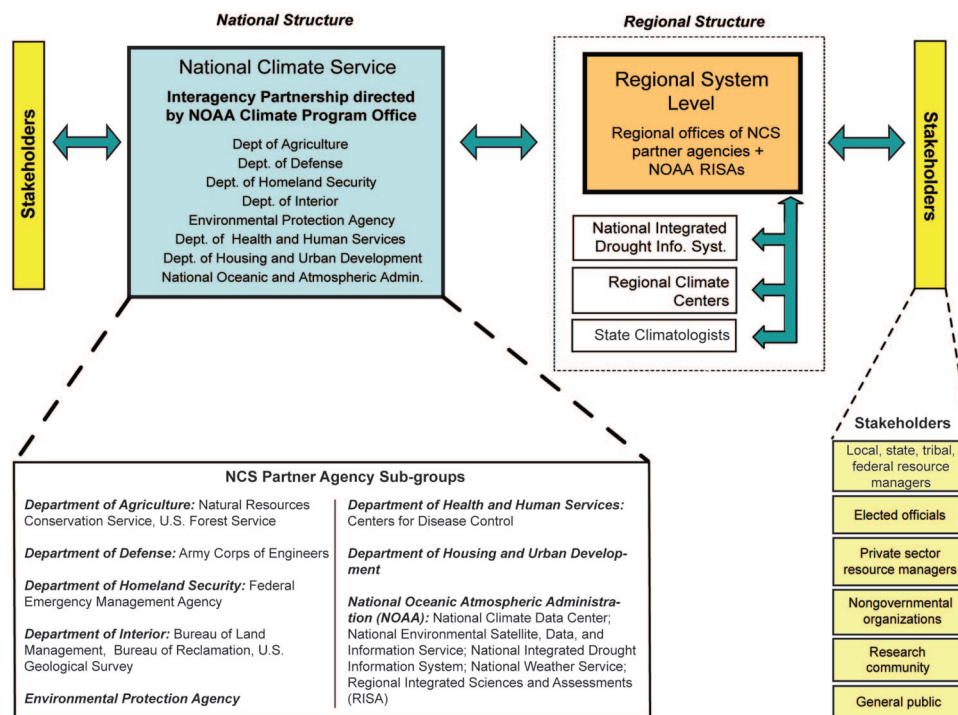 National Structure
Regional Structure
Stakeholders
National Climate Service
Interagency Partnership directed
by NOAA Climate Program Office
Dept of Agriculture
Dept. of Defense
Dept. of Homeland Security
Dept. of Interior
Environmental Protection Agency
Dept. of Health and Human Services
Dept. of Housing and Urban Development
National Oceanic and Atmospheric Admin.
Regional System
Level
Regional offices of NCS
partner agencies +
NOAA RISAs
National Integrated
Drought Info. Syst.
Regional Climate
Centers
State Climatologists
Stakeholders
NCS Partner Agency Sub-groups
Department of Agriculture: Natural Resources
Conservation Service, U.S. Forest Service
Department of Defense: Army Corps of Engineers
Department of Homeland Security: Federal
Emergency Management Agency
Department of Interior: Bureau of Land
Management, Bureau of Reclamation, U.S.
Geological Survey
Environmental Protection Agency
Department of Health and Human Services:
Centers for Disease Control
Department of Housing and Urban Develop-
ment
National Oceanic Atmospheric Administra-
tion (NOAA): National Climate Data Center;
National Environmental Satellite, Data, and
Information Service; National Integrated Drought
Information System; National Weather Service;
Regional Integrated Sciences and Assessments
(RISA)
Stakeholders
Local, state, tribal,
federal resource
managers
Elected officials
Private sector
resource managers
Nongovernmental
organizations
Research
community
General public